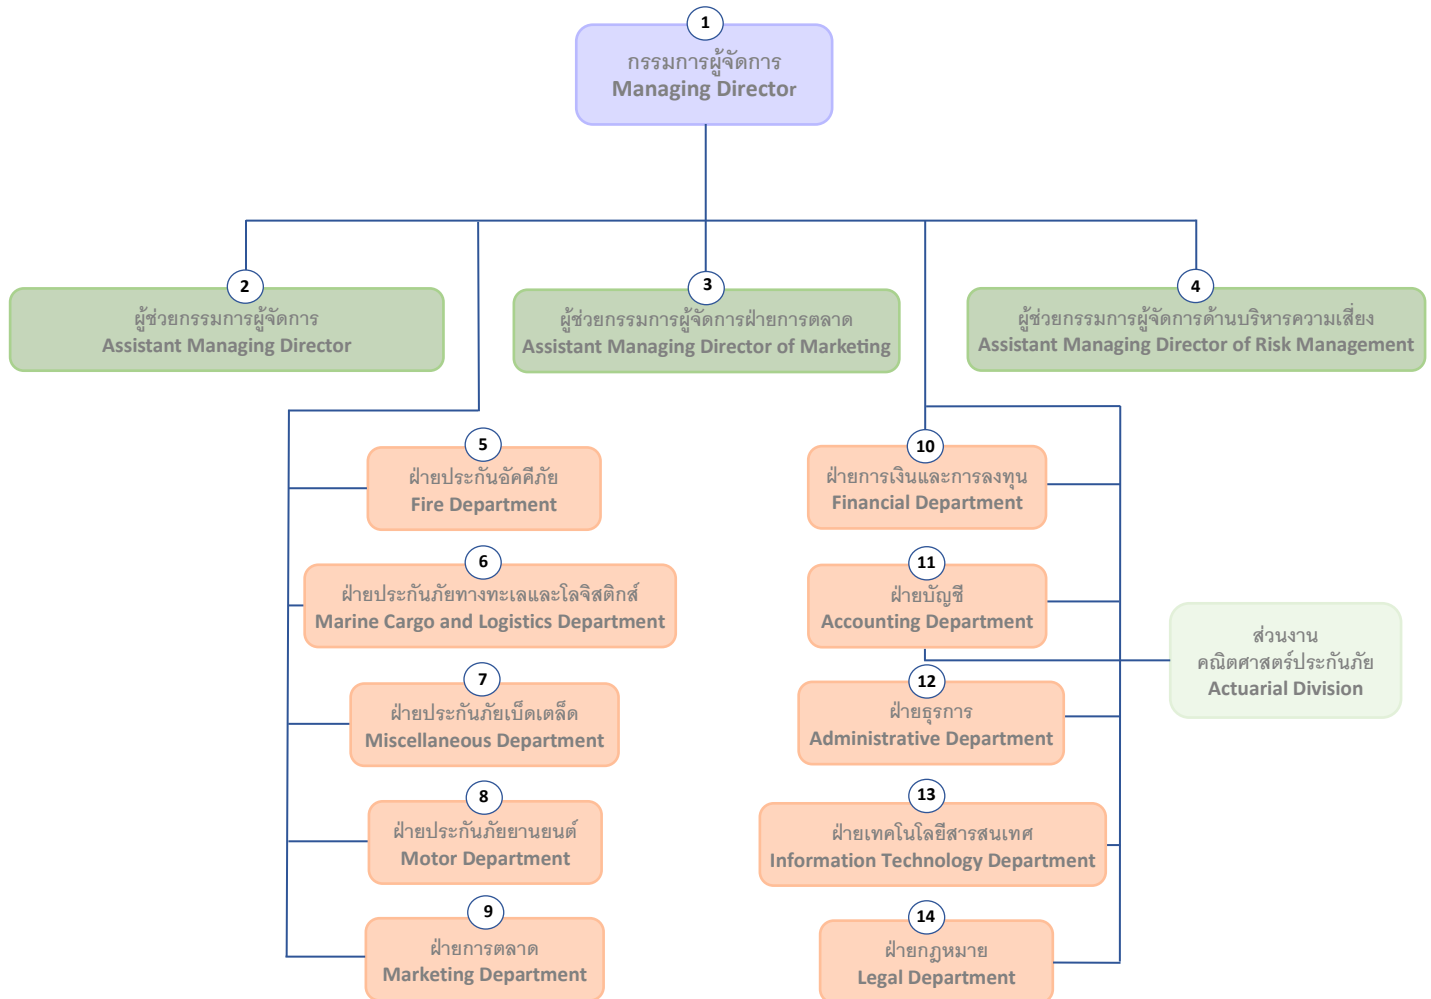 1
กรรมการผู้จัดการ
Managing Director
2
ผู้ช่วยกรรมการผู้จัดการ
Assistant Managing Director
3
ผู้ช่วยกรรมการผู้จัดการฝ่ายการตลาด
Assistant Managing Director of Marketing
4
ผู้ช่วยกรรมการผู้จัดการด้านบริหารความเสี่ยง
Assistant Managing Director of Risk Management
5
ฝ่ายประกันอัคคีภัย
Fire Department
6
ฝ่ายประกันภัยทางทะเลและโลจิสติกส์
Marine Cargo and Logistics Department
7
ฝ่ายประกันภัยเบ็ดเตล็ด
Miscellaneous Department
8
ฝ่ายประกันภัยยานยนต์
Motor Department
9
ฝ่ายการตลาด
Marketing Department
10
ฝ่ายการเงินและการลงทุน
Financial Department
11
ฝ่ายบัญชี
Accounting Department
ส่วนงาน
คณิตศาสตร์ประกันภัย
Actuarial Division
12
ฝ่ายธุรการ
Administrative Department
13
ฝ่ายเทคโนโลยีสารสนเทศ
Information Technology Department
14
ฝ่ายกฎหมาย
Legal Department